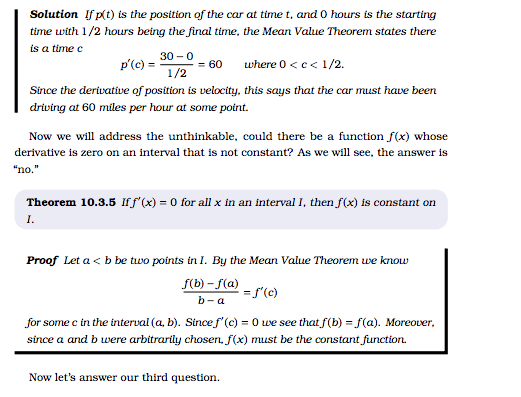 Solution If p(t) is the position of the car at time t, and 0 hours is the starting
time with 1/2 hours being the final time, the Mean Value Theorem states there
is a time c
p′(c) = (30 − 0)/(1/2) = 60 where 0 < c < 1/2.
Since the derivative of position is velocity, this says that the car must have been
driving at 60 miles per hour at some point.
Now we will address the unthinkable, could there be a function f(x) whose
derivative is zero on an interval that is not constant? As we will see, the answer is
“no.”
Theorem 10.3.5 If f′(x) = 0 for all x in an interval I, then f(x) is constant on
I.
Proof Let a < b be two points in I. By the Mean Value Theorem we know
(f(b) − f(a))/(b − a) = f′(c)
for some c in the interval (a, b). Since f′(c) = 0 we see that f(b) = f(a). Moreover,
since a and b were arbitrarily chosen, f(x) must be the constant function.
Now let’s answer our third question.